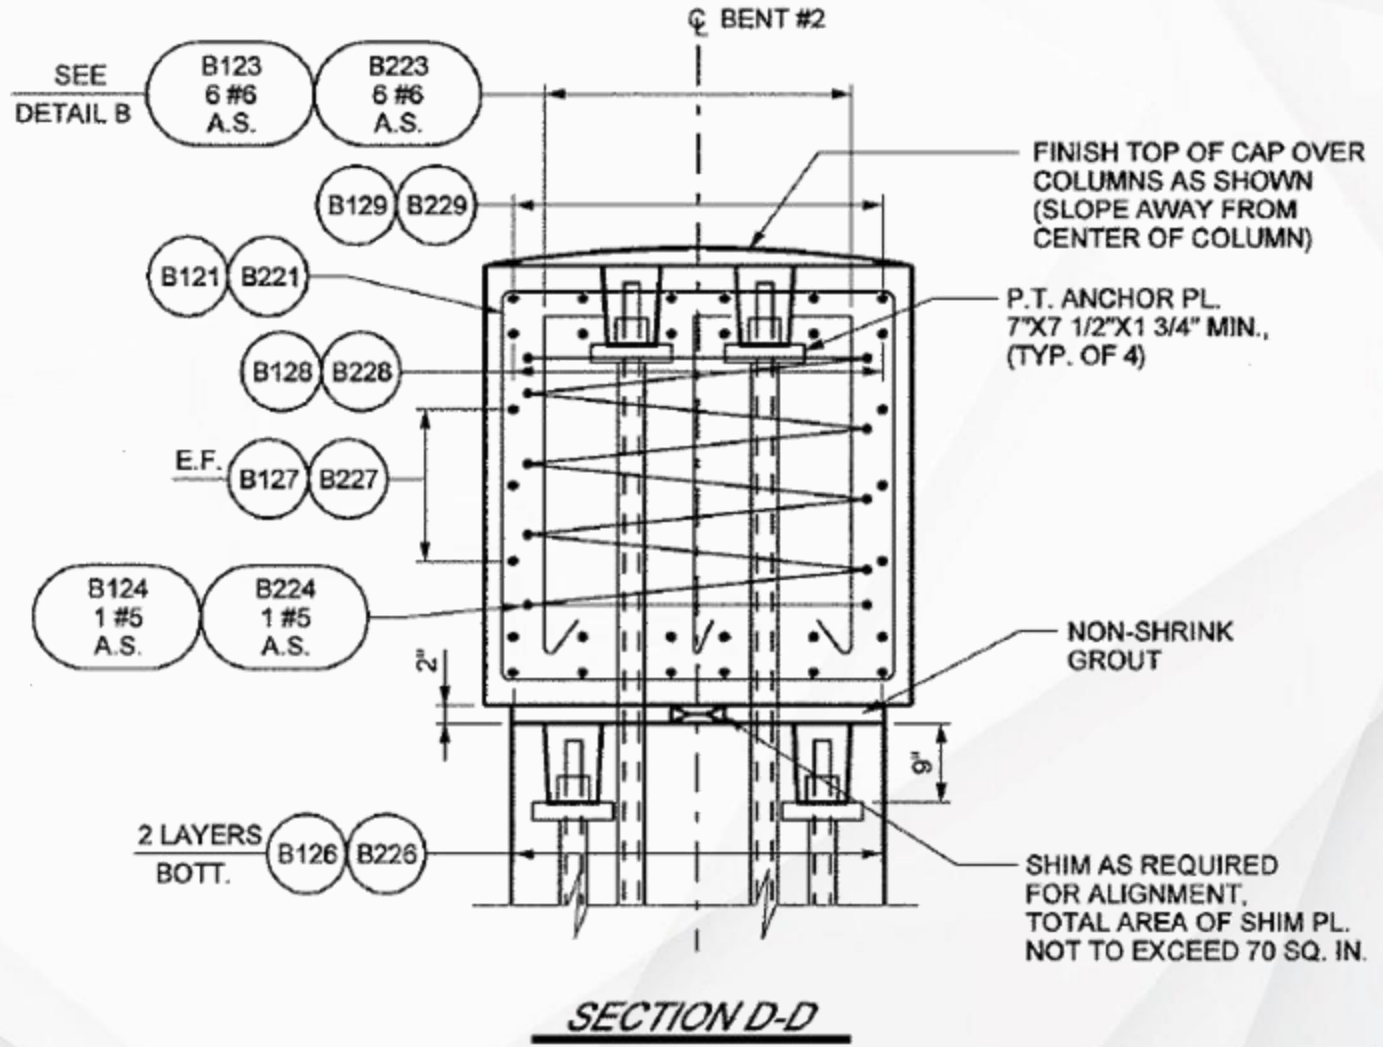 ℄ BENT #2
SEE
DETAIL B
B123
6 #6
A.S.
B223
6 #6
A.S.
B129
B229
B121
B221
B128
B228
E.F.
B127
B227
B124
1 #5
A.S.
B224
1 #5
A.S.
2"
2 LAYERS
BOTT.
B126
B226
FINISH TOP OF CAP OVER
COLUMNS AS SHOWN
(SLOPE AWAY FROM
CENTER OF COLUMN)
P.T. ANCHOR PL.
7"X7 1/2"X1 3/4" MIN.,
(TYP. OF 4)
NON-SHRINK
GROUT
9"
SHIM AS REQUIRED
FOR ALIGNMENT,
TOTAL AREA OF SHIM PL.
NOT TO EXCEED 70 SQ. IN.
SECTION D-D